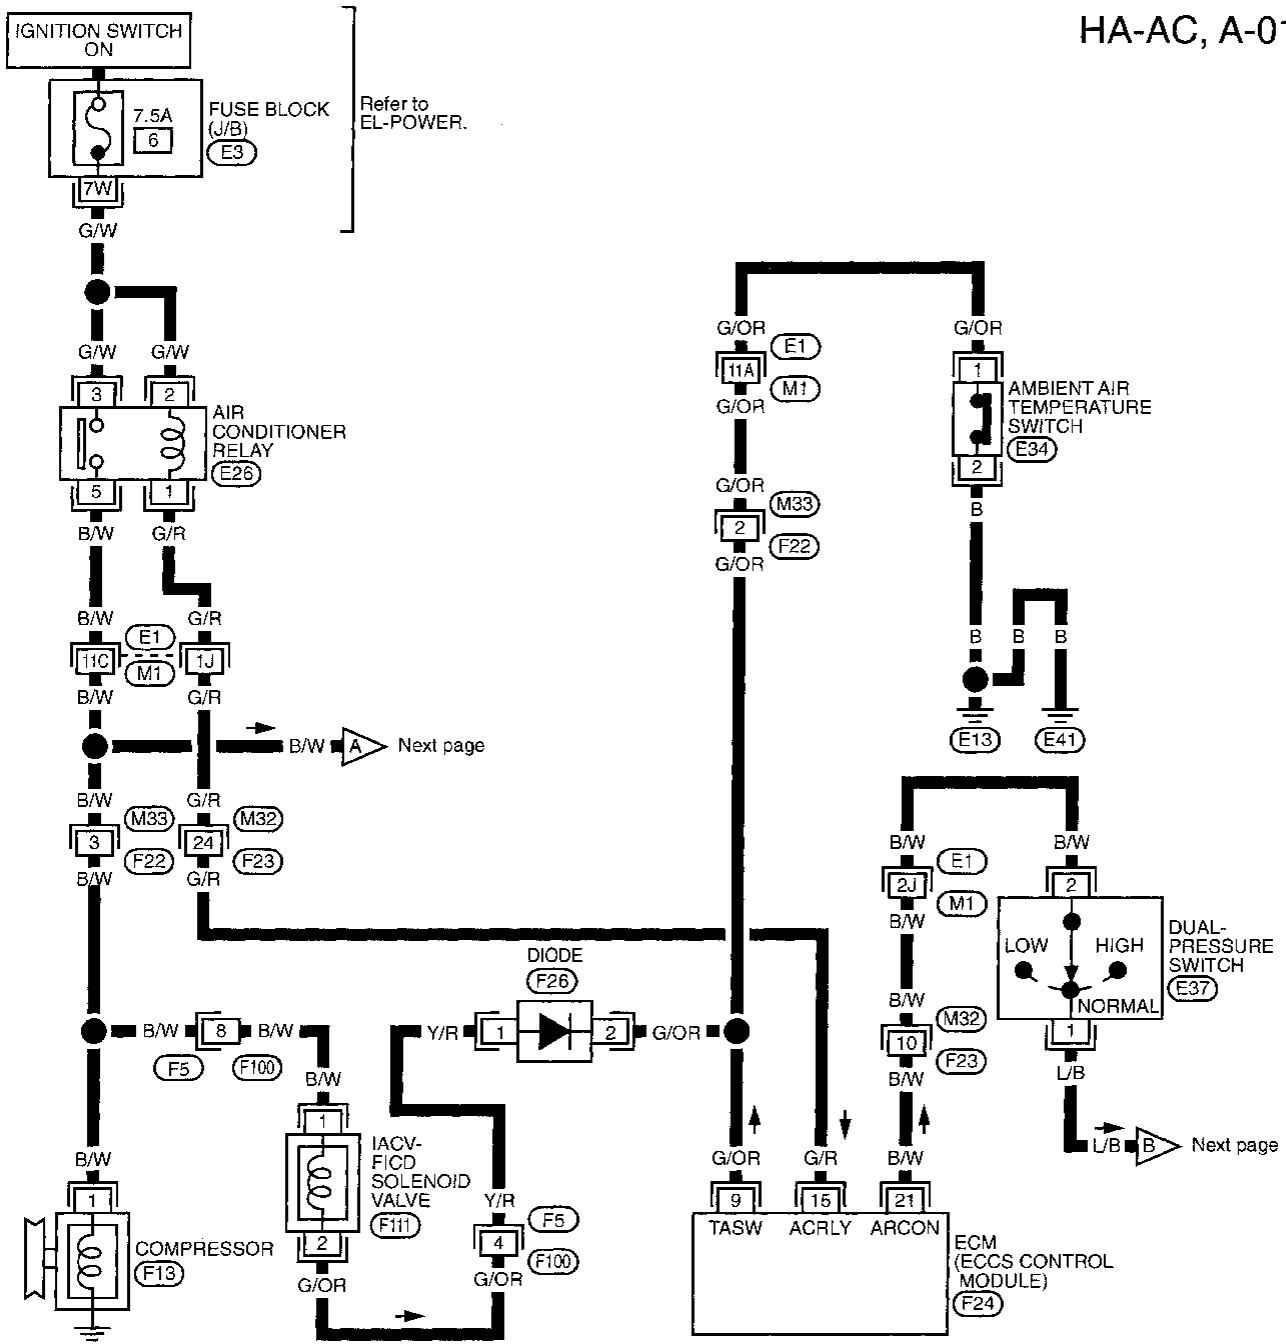 HA-AC, A-01
IGNITION SWITCH
ON
7.5A
6
FUSE BLOCK
(J/B)
E3
Refer to
EL-POWER.
7W
G/W
G/W
G/W
3
2
AIR
CONDITIONER
RELAY
E26
5
1
B/W
G/R
B/W
G/R
E1
11C
1J
M1
B/W
G/R
B/W
A
Next page
B/W
G/R
M33
M32
3
24
F22
F23
B/W
G/R
G/OR
G/OR
E1
11A
M1
G/OR
1
AMBIENT AIR
TEMPERATURE
SWITCH
E34
2
G/OR
M33
2
F22
G/OR
B
B
B
B
E13
E41
B/W
B/W
E1
2J
M1
B/W
2
LOW
HIGH
NORMAL
DUAL-
PRESSURE
SWITCH
E37
1
B/W
M32
10
F23
B/W
L/B
L/B
B
Next page
DIODE
F26
Y/R
1
2
G/OR
B/W
8
B/W
F5
F100
B/W
1
IACV-
FICD
SOLENOID
VALVE
F111
2
G/OR
Y/R
F5
4
F100
G/OR
B/W
1
COMPRESSOR
F13
G/OR
G/R
B/W
9
15
21
TASW
ACRLY
ARCON
ECM
(ECCS CONTROL
MODULE)
F24